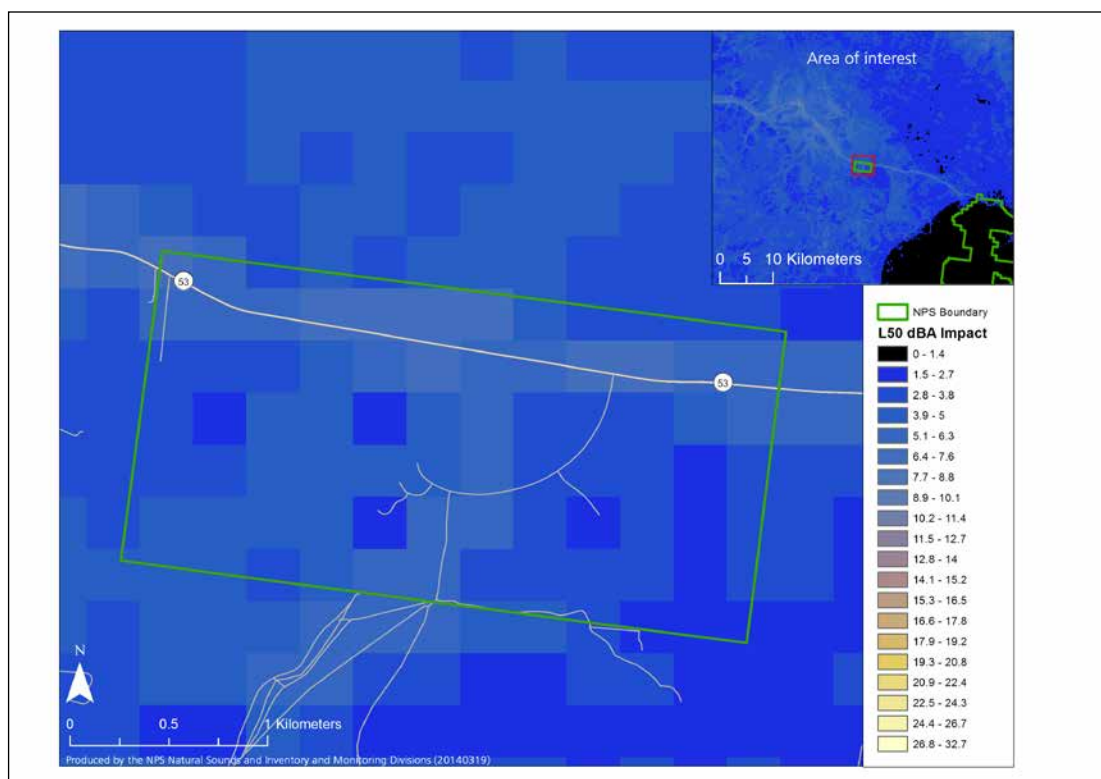 Area of interest
0 5 10 Kilometers
53
53
NPS Boundary
L50 dBA Impact
0 - 1.4
1.5 - 2.7
2.8 - 3.8
3.9 - 5
5.1 - 6.3
6.4 - 7.6
7.7 - 8.8
8.9 - 10.1
10.2 - 11.4
11.5 - 12.7
12.8 - 14
14.1 - 15.2
15.3 - 16.5
16.6 - 17.8
17.9 - 19.2
19.3 - 20.8
20.9 - 22.4
22.5 - 24.3
24.4 - 26.7
26.8 - 32.7
N
0 0.5 1 Kilometers
Produced by the NPS Natural Sounds and Inventory and Monitoring Divisions (20140319)